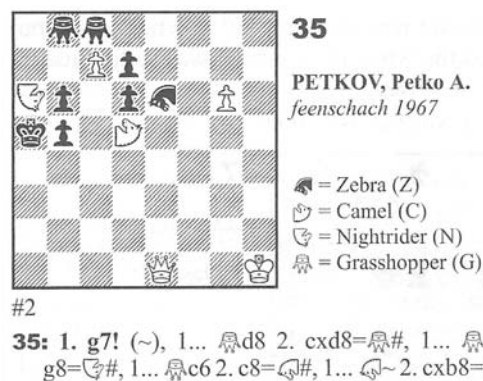 35
PETKOV, Petko A.
feenschach 1967
= Zebra (Z)
= Camel (C)
= Nightrider (N)
= Grasshopper (G)
#2
35: 1. g7! (~), 1... d8 2. cxd8=#, 1...
g8=#, 1... c6 2. c8=#, 1... ~ 2. cxb8=